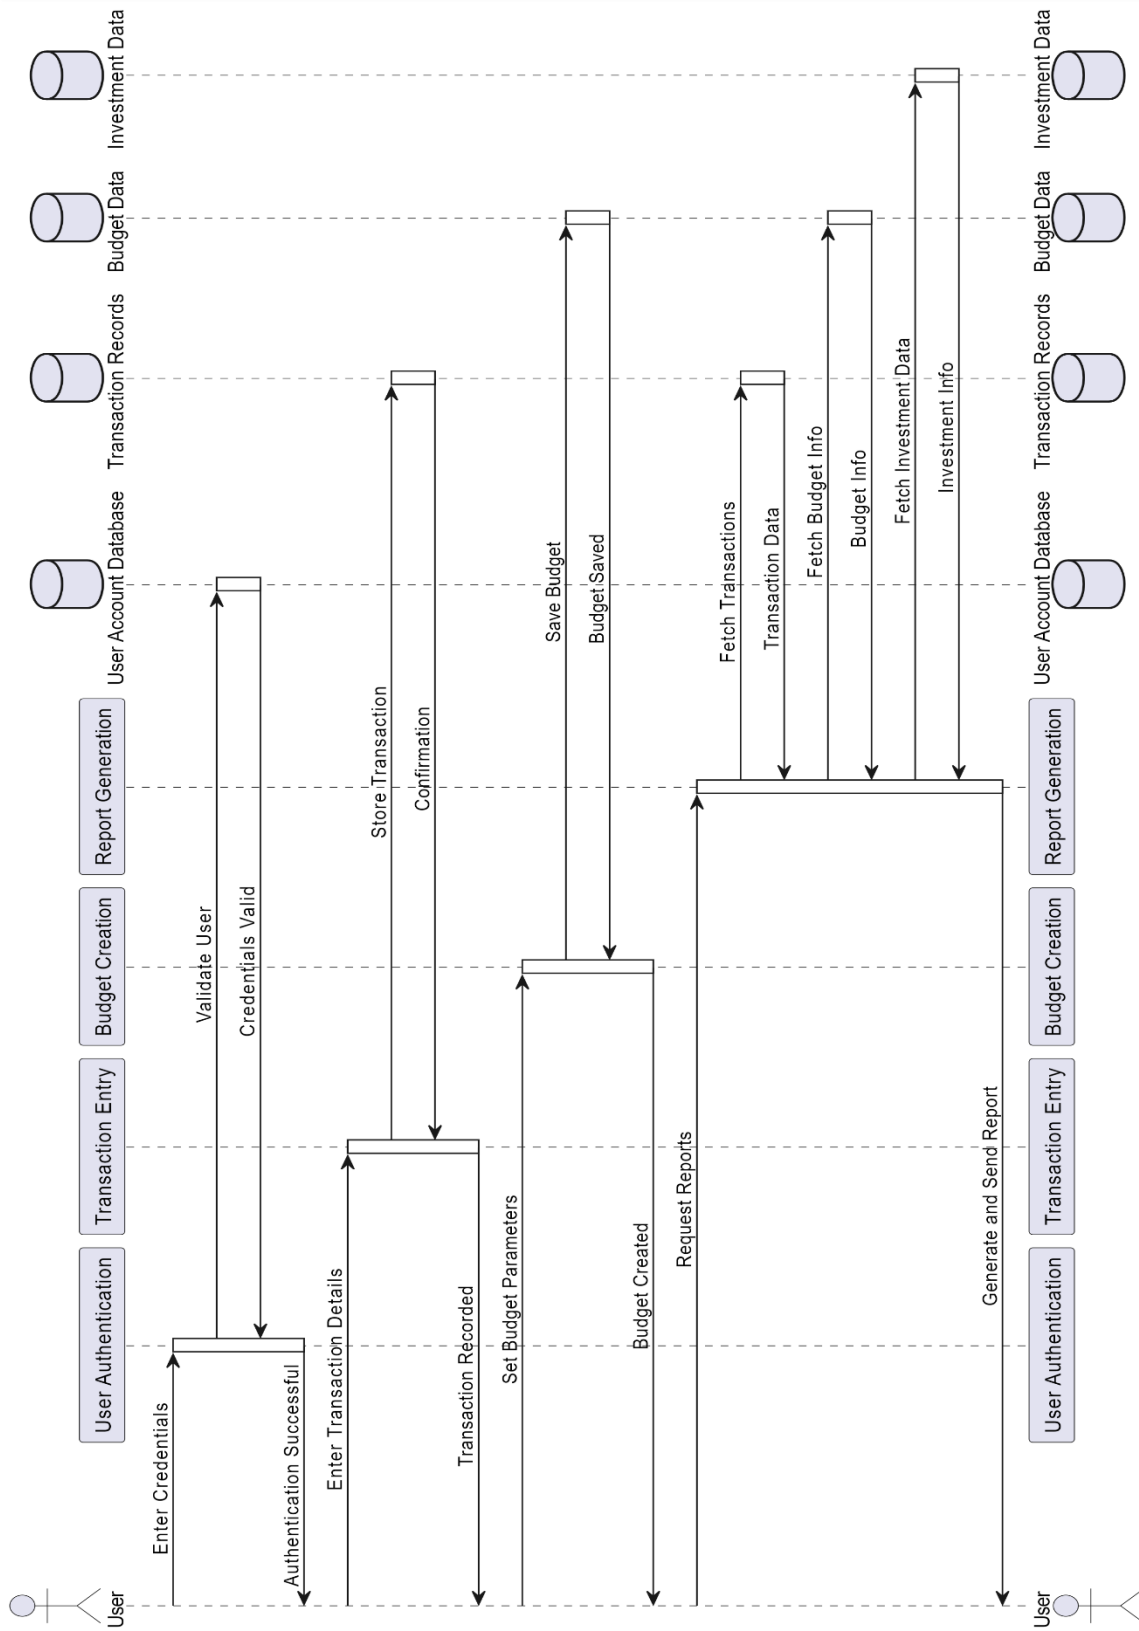 User
User Authentication
Transaction Entry
Budget Creation
Report Generation
User Account Database
Transaction Records
Budget Data
Investment Data
Enter Credentials
Validate User
Credentials Valid
Authentication Successful
Enter Transaction Details
Store Transaction
Confirmation
Transaction Recorded
Set Budget Parameters
Save Budget
Budget Saved
Budget Created
Request Reports
Fetch Transactions
Transaction Data
Fetch Budget Info
Budget Info
Fetch Investment Data
Investment Info
Generate and Send Report
User
User Authentication
Transaction Entry
Budget Creation
Report Generation
User Account Database
Transaction Records
Budget Data
Investment Data